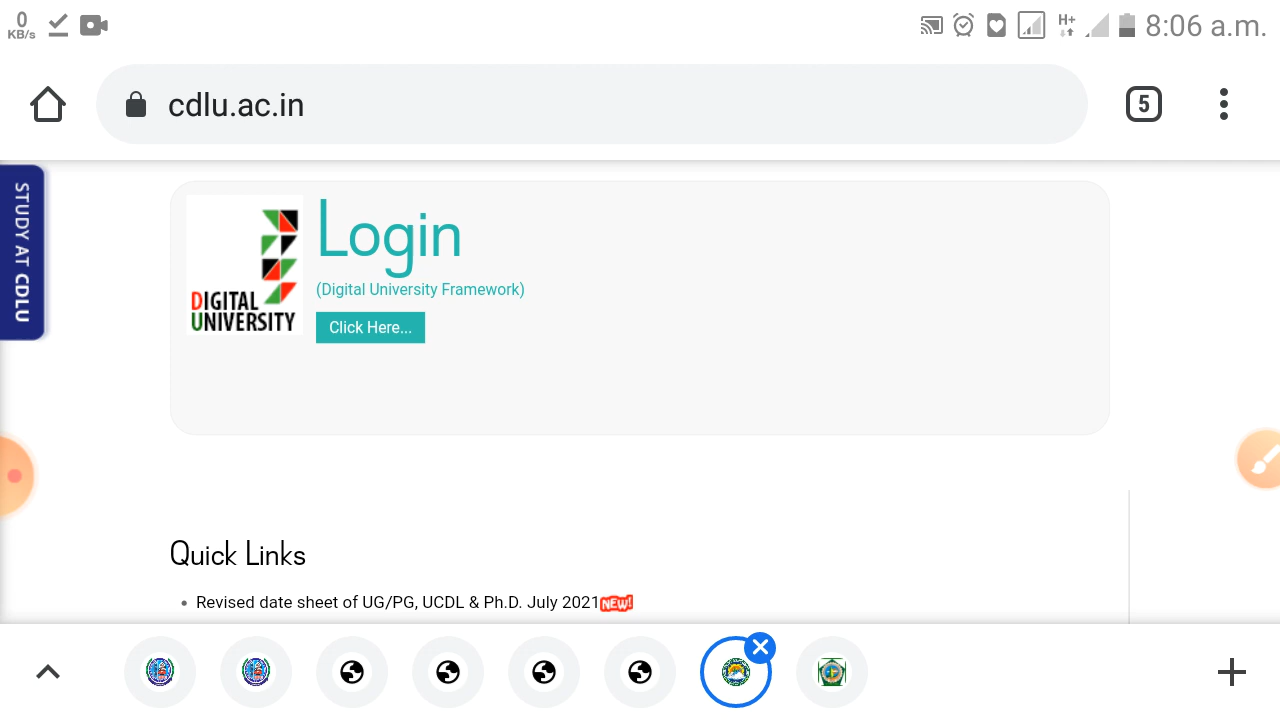 0
KB/s
H+
8:06 a.m.
cdlu.ac.in
5
STUDY AT CDLU
DIGITAL
UNIVERSITY
Login
(Digital University Framework)
Click Here...
Quick Links
Revised date sheet of UG/PG, UCDL & Ph.D. July 2021 NEW!